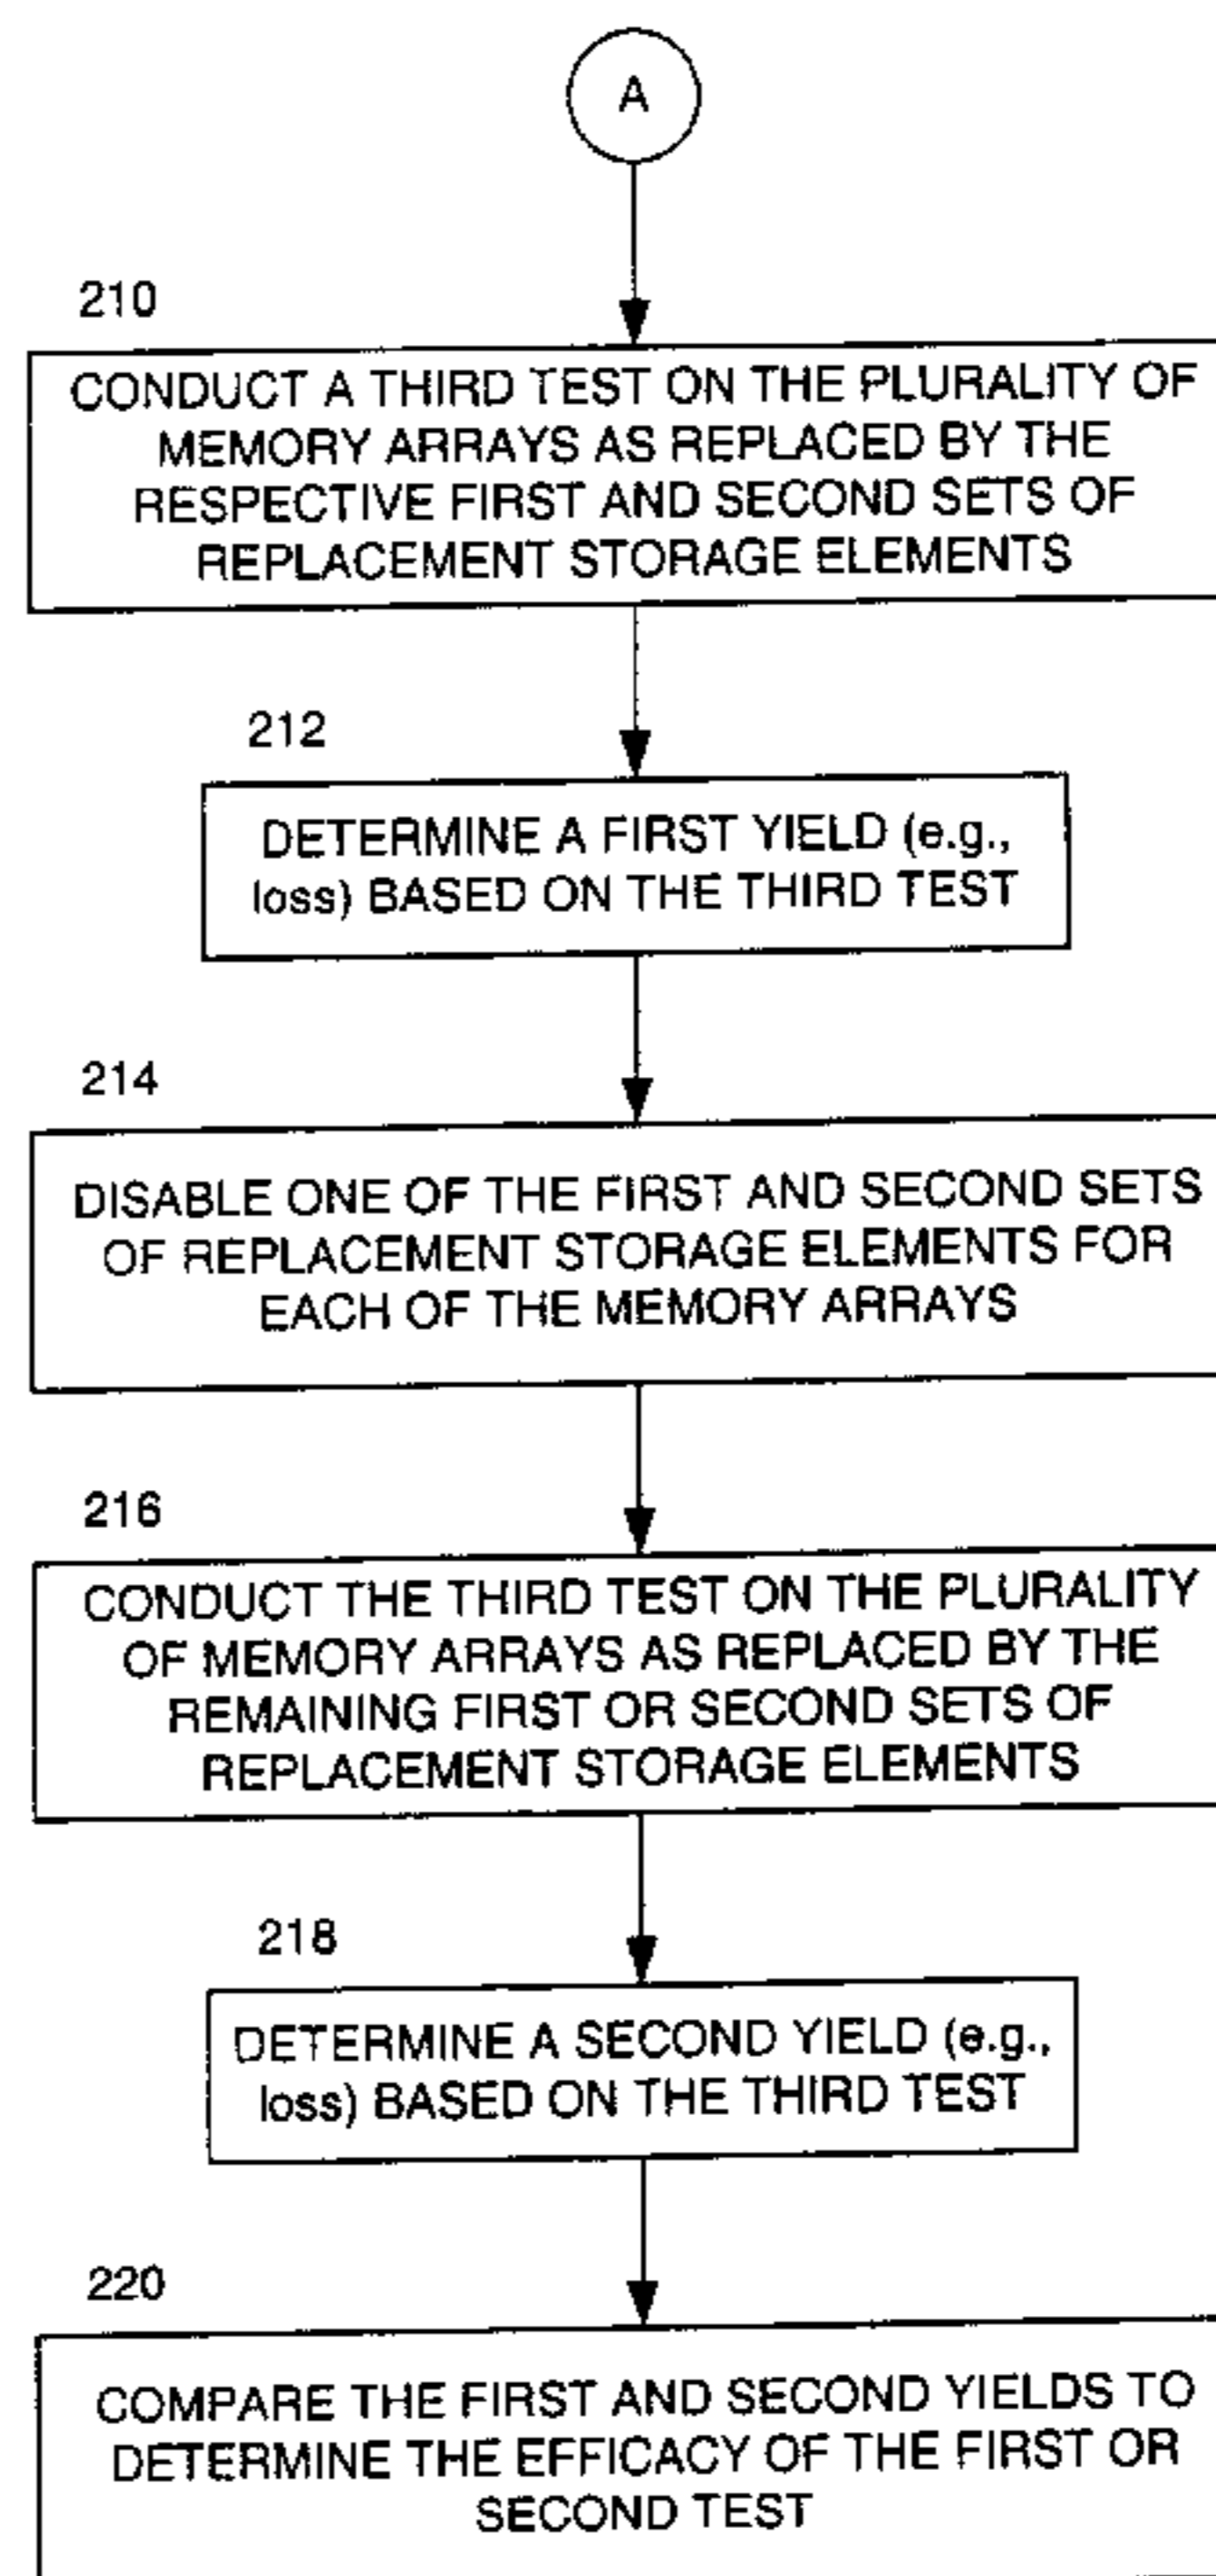 A
210
CONDUCT A THIRD TEST ON THE PLURALITY OF
MEMORY ARRAYS AS REPLACED BY THE
RESPECTIVE FIRST AND SECOND SETS OF
REPLACEMENT STORAGE ELEMENTS
212
DETERMINE A FIRST YIELD (e.g.,
loss) BASED ON THE THIRD TEST
214
DISABLE ONE OF THE FIRST AND SECOND SETS
OF REPLACEMENT STORAGE ELEMENTS FOR
EACH OF THE MEMORY ARRAYS
216
CONDUCT THE THIRD TEST ON THE PLURALITY
OF MEMORY ARRAYS AS REPLACED BY THE
REMAINING FIRST OR SECOND SETS OF
REPLACEMENT STORAGE ELEMENTS
218
DETERMINE A SECOND YIELD (e.g.,
loss) BASED ON THE THIRD TEST
220
COMPARE THE FIRST AND SECOND YIELDS TO
DETERMINE THE EFFICACY OF THE FIRST OR
SECOND TEST